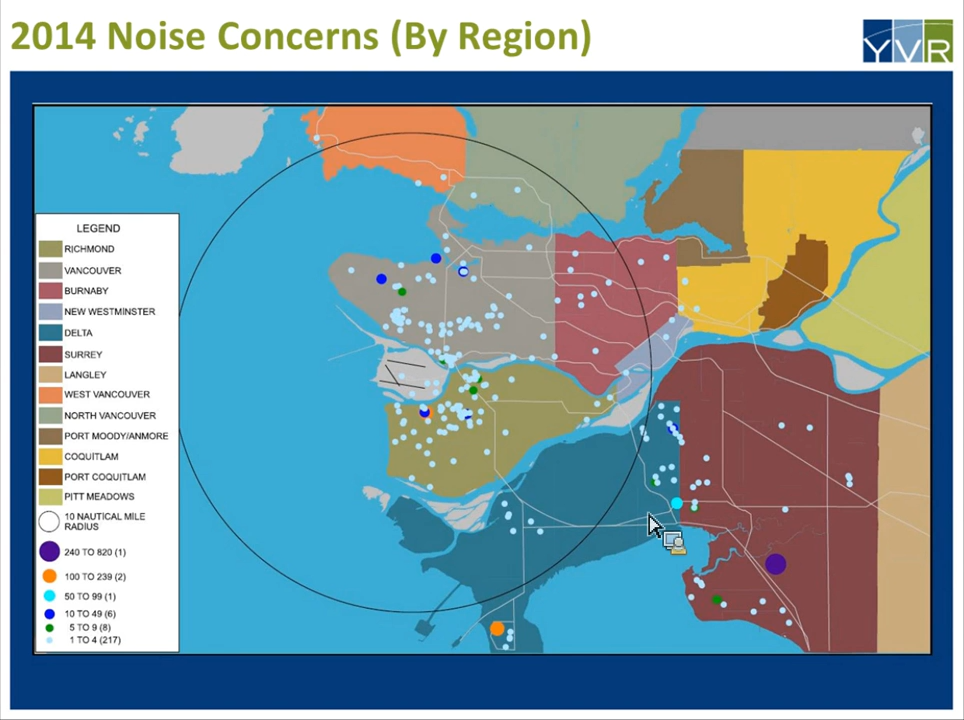 2014 Noise Concerns (By Region)
YVR
LEGEND
RICHMOND
VANCOUVER
BURNABY
NEW WESTMINSTER
DELTA
SURREY
LANGLEY
WEST VANCOUVER
NORTH VANCOUVER
PORT MOODY/ANMORE
COQUITLAM
PORT COQUITLAM
PITT MEADOWS
10 NAUTICAL MILE
RADIUS
240 TO 820 (1)
100 TO 239 (2)
50 TO 99 (1)
10 TO 49 (6)
5 TO 9 (8)
1 TO 4 (217)